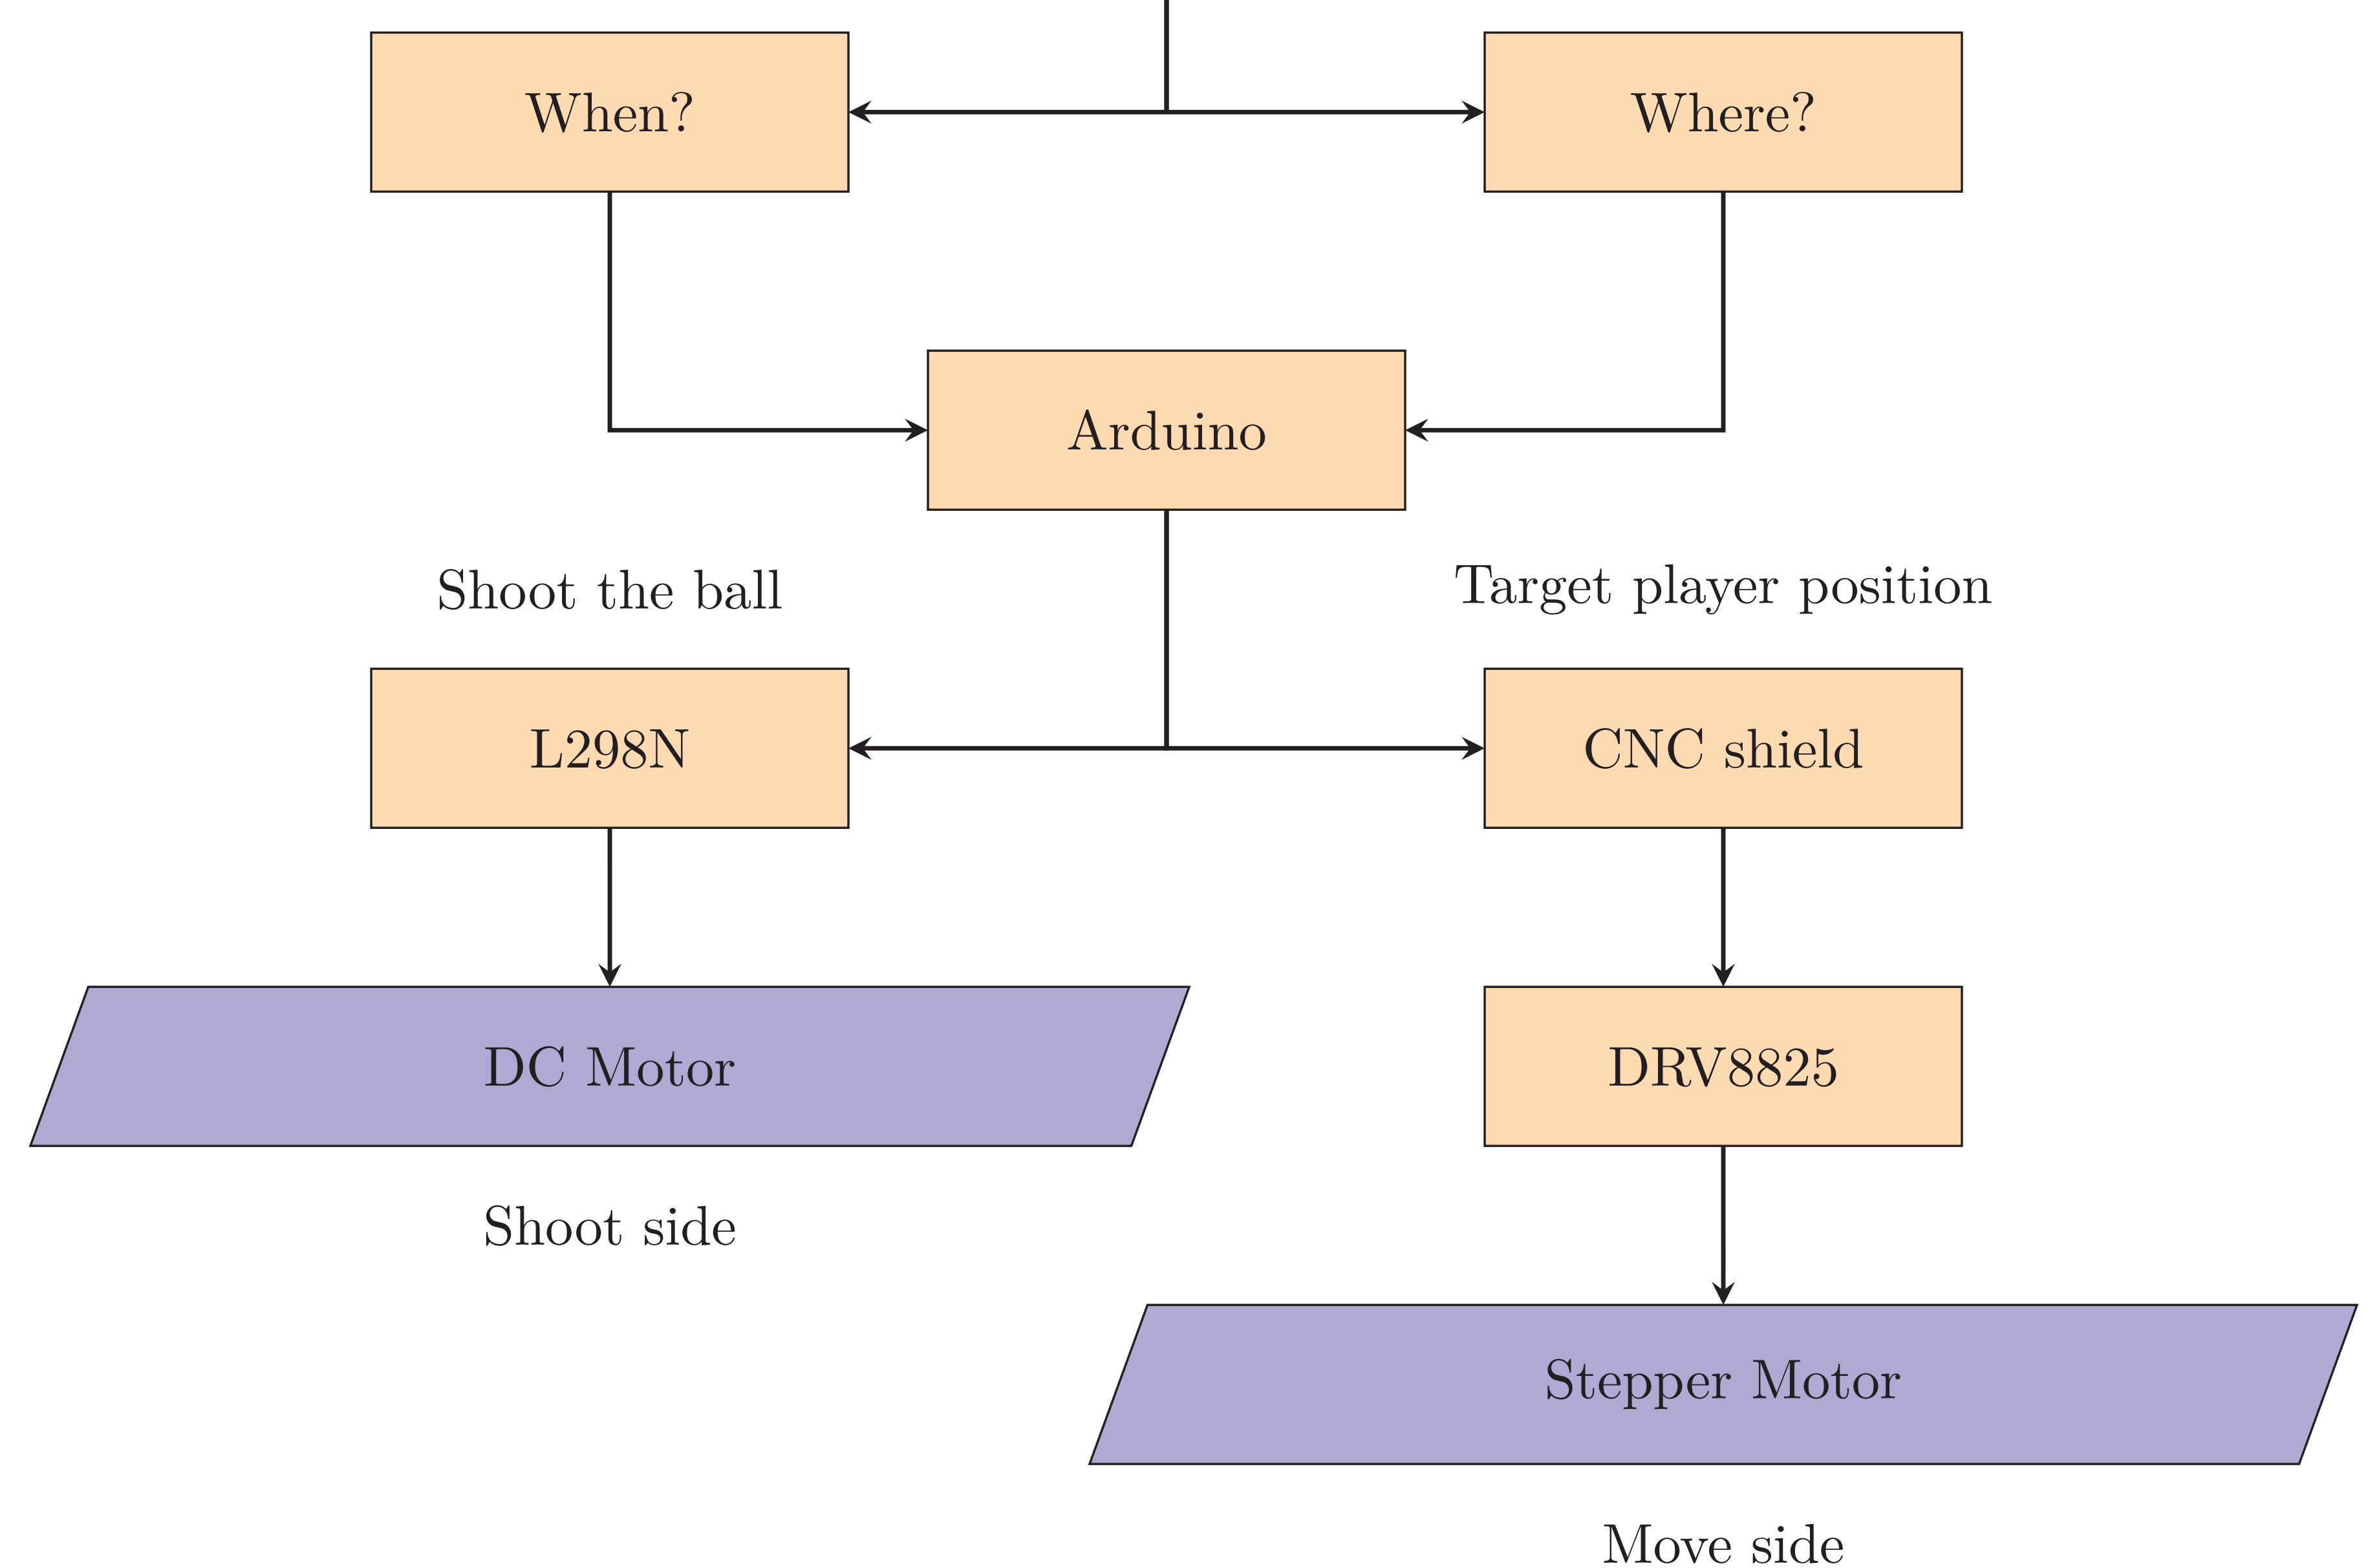 When?
Where?
Arduino
Shoot the ball
Target player position
L298N
CNC shield
DC Motor
DRV8825
Shoot side
Stepper Motor
Move side